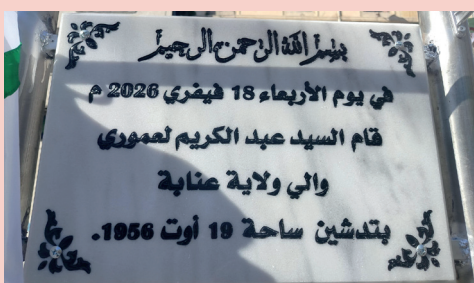 بسم الله الرحمن الرحيم
في يوم الأربعاء 18 فيفري 2026 م
قام السيد عبد الكريم لعموري
والي ولاية عنابة
بتدشين ساحة 19 أوت 1956.